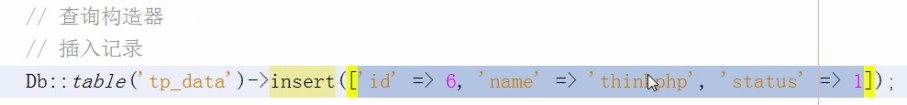 // 查询构造器
// 插入记录
Db::table('tp_data')->insert(['id' => 6, 'name' => 'thinkphp', 'status' => 1]);